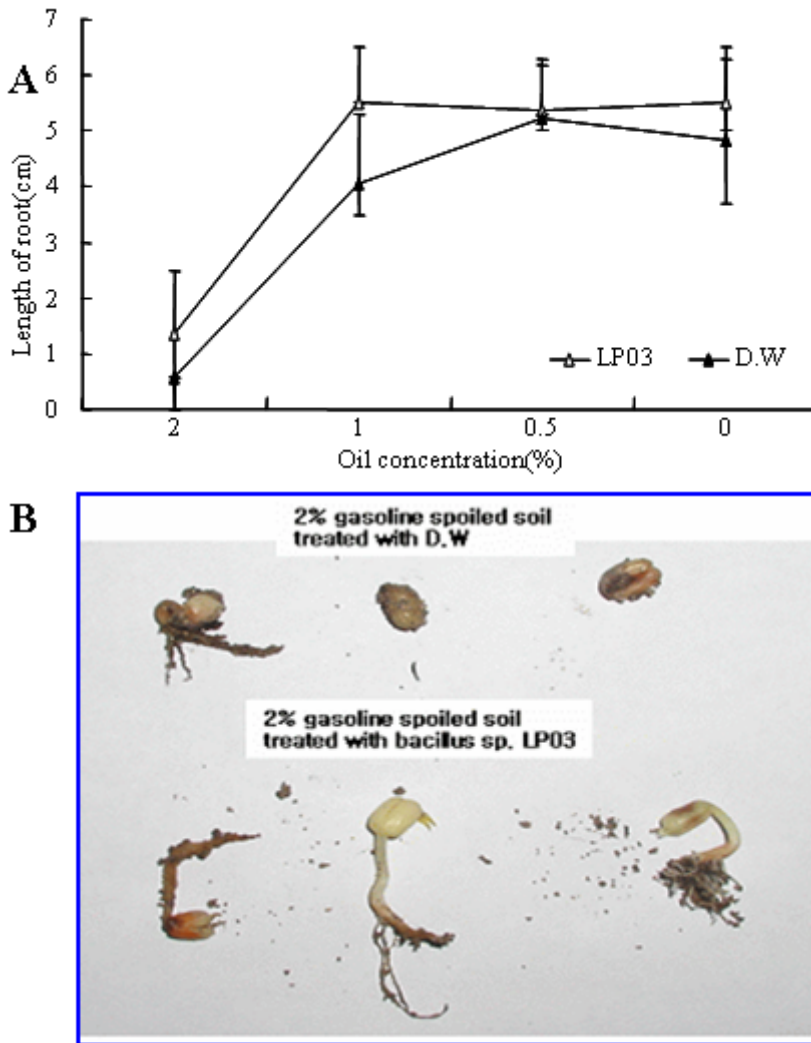 A
7
6
5
4
3
2
1
0
Length of root(cm)
LP03 D.W
2 1 0.5 0
Oil concentration(%)
B
2% gasoline spoiled soil
treated with D.W
2% gasoline spoiled soil
treated with bacillus sp. LP03